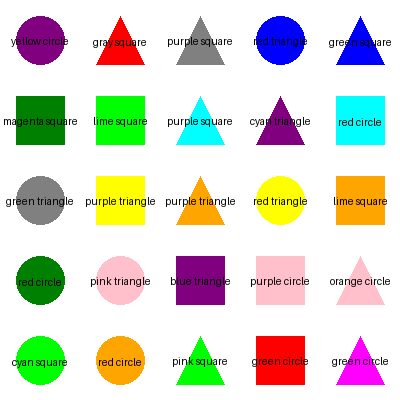 yellow circle gray square purple square red triangle green square
magenta square lime square purple square cyan triangle red circle
green triangle purple triangle purple triangle red triangle lime square
red circle pink triangle blue triangle purple circle orange circle
cyan square red circle pink square green circle green circle